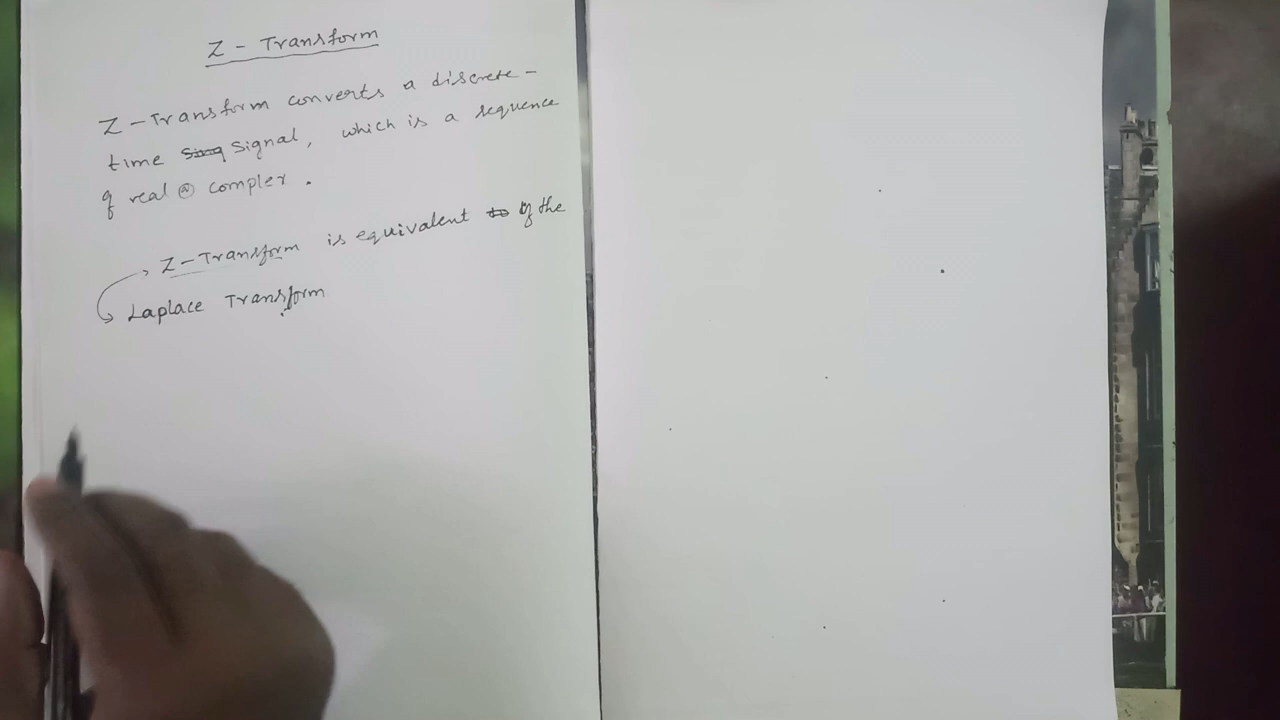 Z - Transform
Z - Transform converts a discrete -
time Signal, which is a sequence
of real @ complex .
Z - Transform is equivalent of the
Laplace Transform